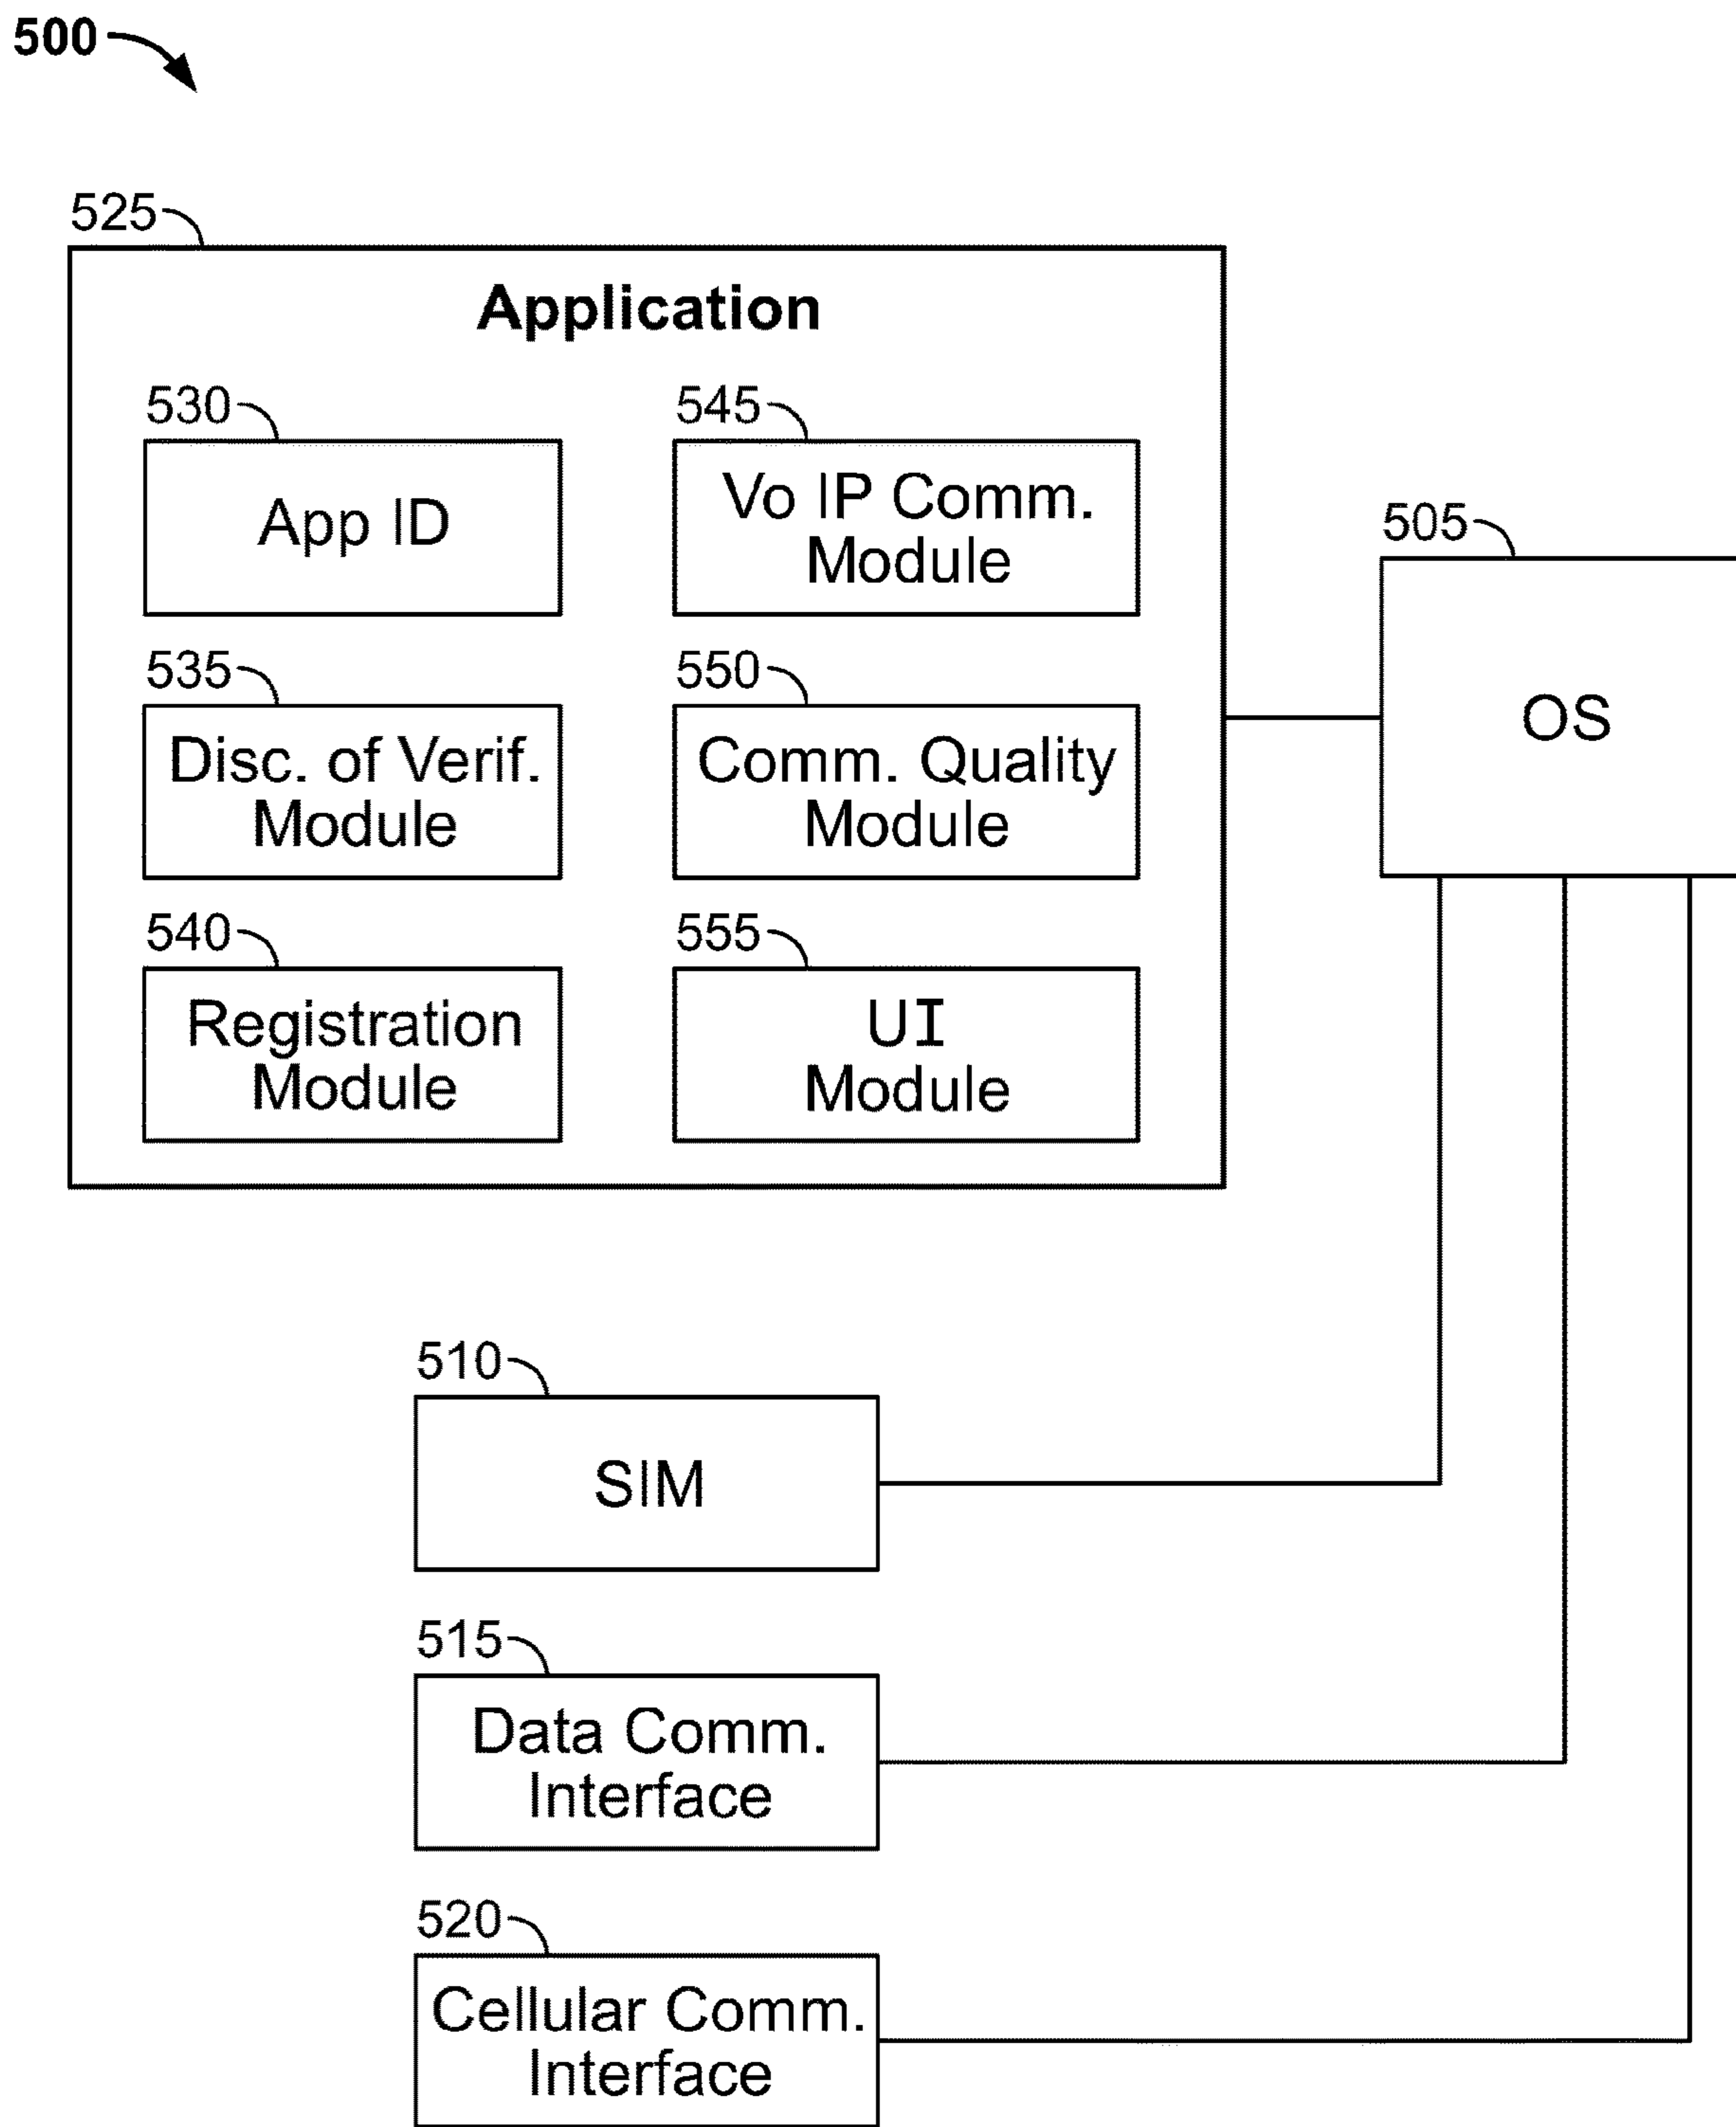 500
525
Application
530
App ID
545
Vo IP Comm.
Module
505
OS
535
Disc. of Verif.
Module
550
Comm. Quality
Module
540
Registration
Module
555
UI
Module
510
SIM
515
Data Comm.
Interface
520
Cellular Comm.
Interface